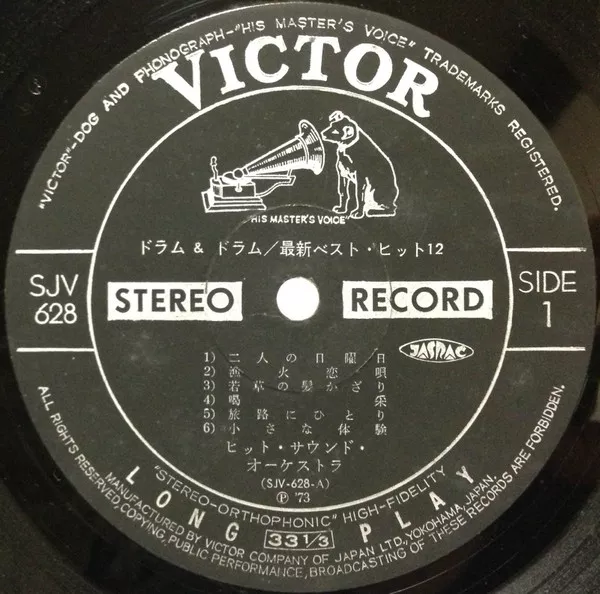 "VICTOR"-DOG AND PHONOGRAPH-"HIS MASTER'S VOICE" TRADEMARKS REGISTERED.
VICTOR
"HIS MASTER'S VOICE"
ドラム & ドラム/最新ベスト・ヒット12
SJV
628
STEREO
RECORD
SIDE
1
JASRAC
1) 二人の日曜日
2) 漁火恋唄
3) 若草の髪かざり
4) 喝采
5) 旅路にひとり
6) 小さな体験
ヒット・サウンド・
オーケストラ
(SJV-628-A)
Ⓟ '73
"STEREO-ORTHOPHONIC" HIGH-FIDELITY
LONG 33 1/3 PLAY
MANUFACTURED BY VICTOR COMPANY OF JAPAN LTD., YOKOHAMA, JAPAN.
ALL RIGHTS RESERVED, COPYING, PUBLIC PERFORMANCE, BROADCASTING OF THESE RECORDS ARE FORBIDDEN.